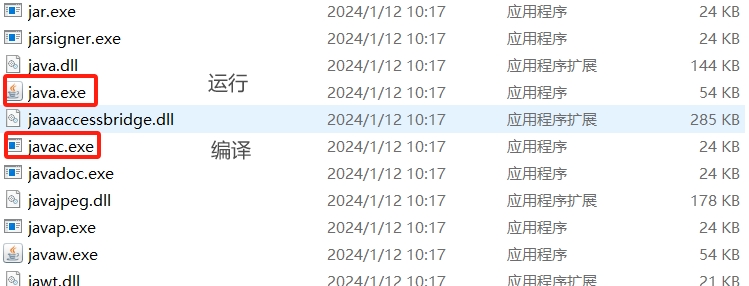 jar.exe 2024/1/12 10:17 应用程序 24 KB
jarsigner.exe 2024/1/12 10:17 应用程序 24 KB
java.dll 2024/1/12 10:17 应用程序扩展 144 KB
java.exe 运行 2024/1/12 10:17 应用程序 54 KB
javaaccessbridge.dll 2024/1/12 10:17 应用程序扩展 285 KB
javac.exe 编译 2024/1/12 10:17 应用程序 24 KB
javadoc.exe 2024/1/12 10:17 应用程序 24 KB
javajpeg.dll 2024/1/12 10:17 应用程序扩展 178 KB
javap.exe 2024/1/12 10:17 应用程序 24 KB
javaw.exe 2024/1/12 10:17 应用程序 54 KB
jawt.dll 2024/1/12 10:17 应用程序扩展 21 KB